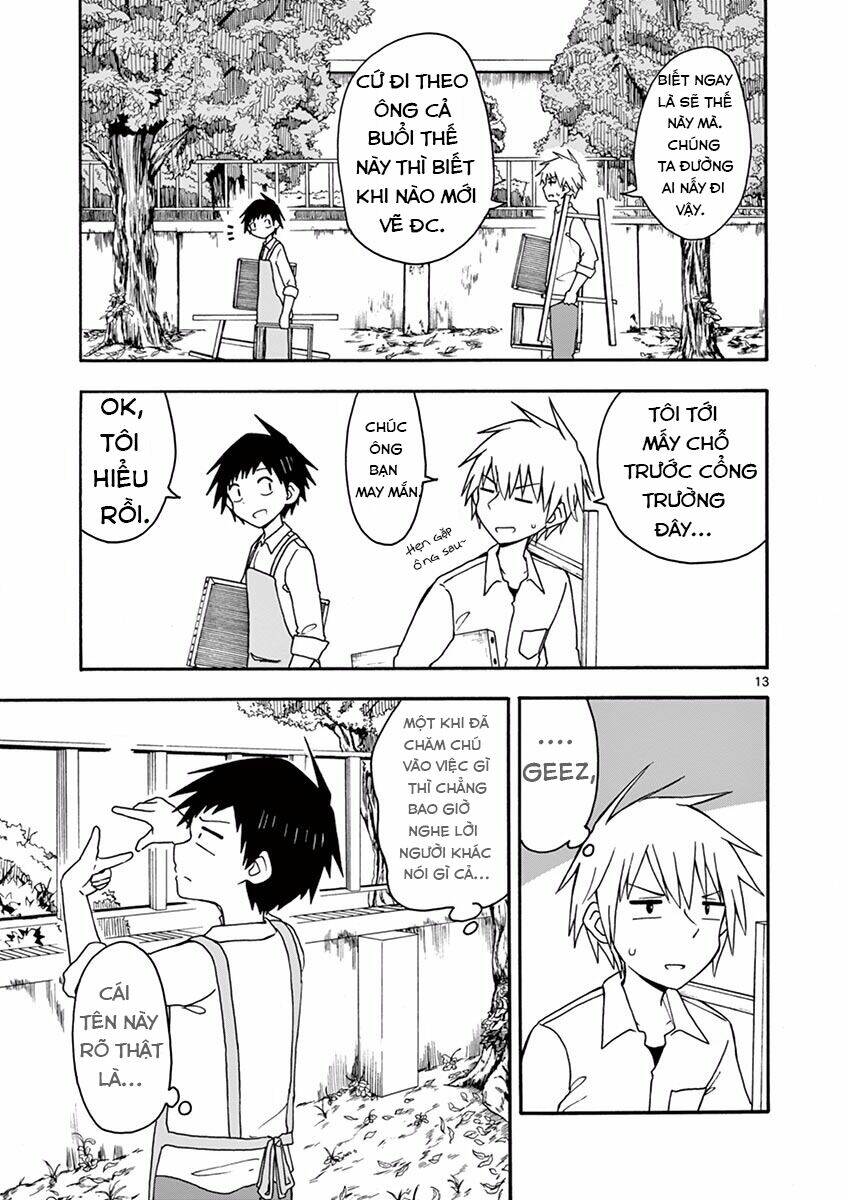 BIẾT NGAY
LÀ SẼ THẾ
NÀY MÀ.
CHÚNG
TA ĐƯỜNG
AI NẤY ĐI
VẬY.
CỨ ĐI THEO
ÔNG CẢ
BUỔI THẾ
NÀY THÌ BIẾT
KHI NÀO MỚI
VẼ ĐC.
TÔI TỚI
MẤY CHỖ
TRƯỚC CỔNG
TRƯỜNG
ĐÂY...
CHÚC
ÔNG
BẠN
MAY MẮN.
Hẹn gặp
ông sau~
OK,
TÔI
HIỂU
RỒI.
13
....
GEEZ,
MỘT KHI ĐÃ
CHĂM CHÚ
VÀO VIỆC GÌ
THÌ CHẲNG
BAO GIỜ
NGHE LỜI
NGƯỜI KHÁC
NÓI GÌ CẢ...
CÁI
TÊN NÀY
RÕ THẬT
LÀ...